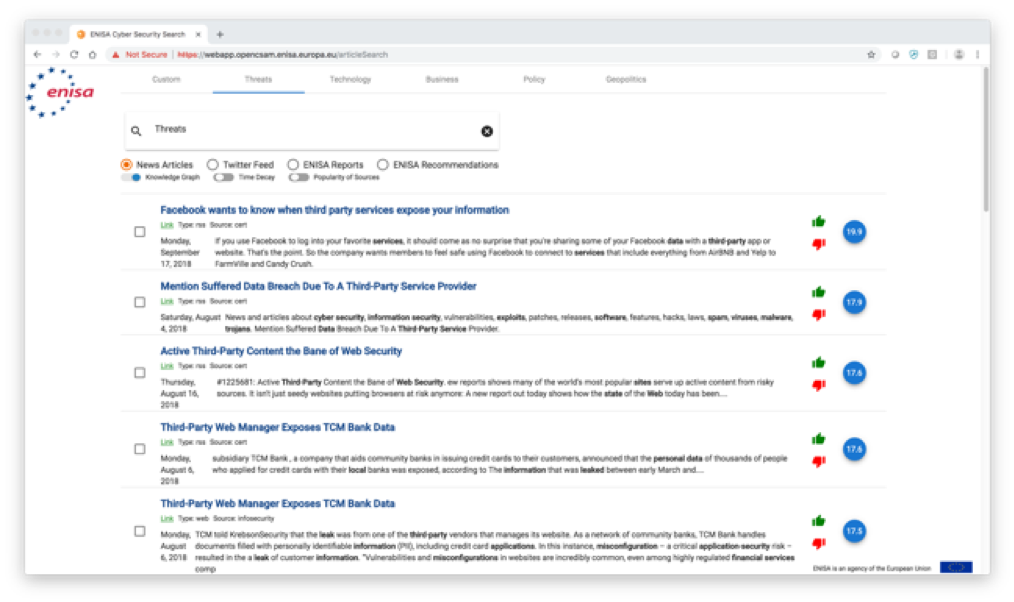 ENISA Cyber Security Search
Not Secure | https://webapp.opencsam.enisa.europa.eu/articleSearch
enisa
Custom Threats Technology Business Policy Geopolitics
Threats
News Articles Twitter Feed ENISA Reports ENISA Recommendations
Knowledge Graph Time Decay Popularity of Sources
Facebook wants to know when third party services expose your information
Link Type: rss Source: cert
19.9
Monday, If you use Facebook to log into your favorite services, it should come as no surprise that you're sharing some of your Facebook data with a third-party app or
September website. That's the point. So the company wants members to feel safe using Facebook to connect to services that include everything from AirBNB and Yelp to
17, 2018 FarmVille and Candy Crush.
Mention Suffered Data Breach Due To A Third-Party Service Provider
Link Type: rss Source: cert
17.9
Saturday, August News and articles about cyber security, information security, vulnerabilities, exploits, patches, releases, software, features, hacks, laws, spam, viruses, malware,
4, 2018 trojans. Mention Suffered Data Breach Due To A Third-Party Service Provider.
Active Third-Party Content the Bane of Web Security
Link Type: rss Source: cert
17.6
Thursday, #1225681: Active Third-Party Content the Bane of Web Security. ew reports shows many of the world's most popular sites serve up active content from risky
August 16, sources. It isn't just seedy websites putting browsers at risk anymore: A new report out today shows how the state of the Web today has been....
2018
Third-Party Web Manager Exposes TCM Bank Data
Link Type: rss Source: cert
17.6
Monday, subsidiary TCM Bank , a company that aids community banks in issuing credit cards to their customers, announced that the personal data of thousands of people
August 6, who applied for credit cards with their local banks was exposed, according to The information that was leaked between early March and....
2018
Third-Party Web Manager Exposes TCM Bank Data
Link Type: web Source: infosecurity
17.5
Monday, TCM told KrebsonSecurity that the leak was from one of the third-party vendors that manages its website. As a network of community banks, TCM Bank handles
August documents filled with personally identifiable information (PII), including credit card applications. In this instance, misconfiguration – a critical application-security risk –
6, 2018 resulted in the a leak of customer information. "Vulnerabilities and misconfigurations in websites are incredibly common, even among highly regulated financial services
comp
ENISA is an agency of the European Union